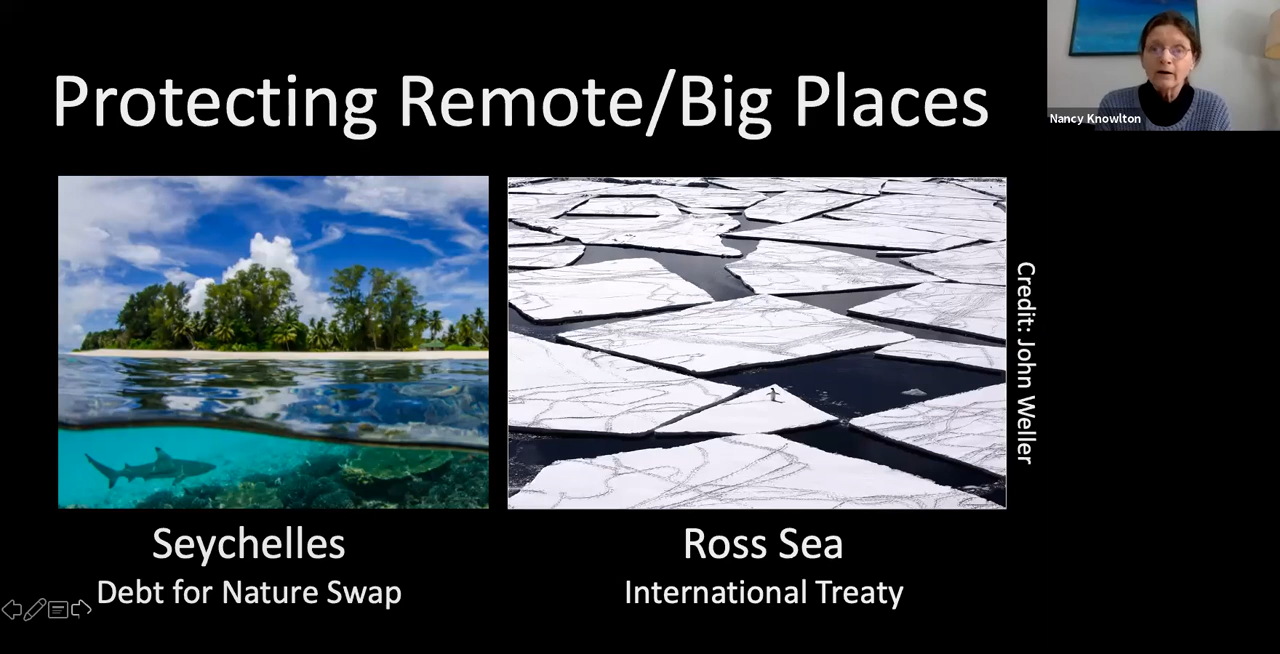 Protecting Remote/Big Places
Nancy Knowlton
Credit: John Weller
Seychelles
Debt for Nature Swap
Ross Sea
International Treaty